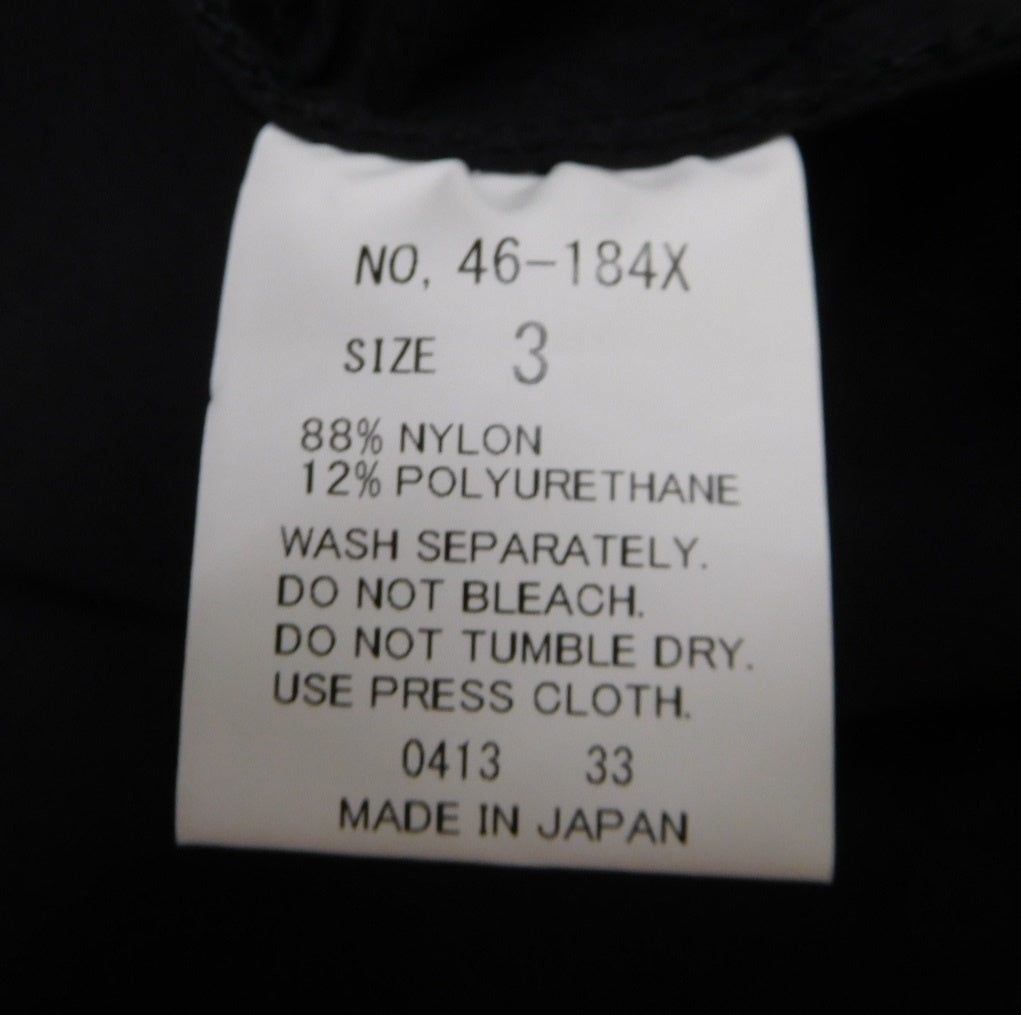 NO, 46-184X
SIZE 3
88% NYLON
12% POLYURETHANE
WASH SEPARATELY.
DO NOT BLEACH.
DO NOT TUMBLE DRY.
USE PRESS CLOTH.
0413 33
MADE IN JAPAN